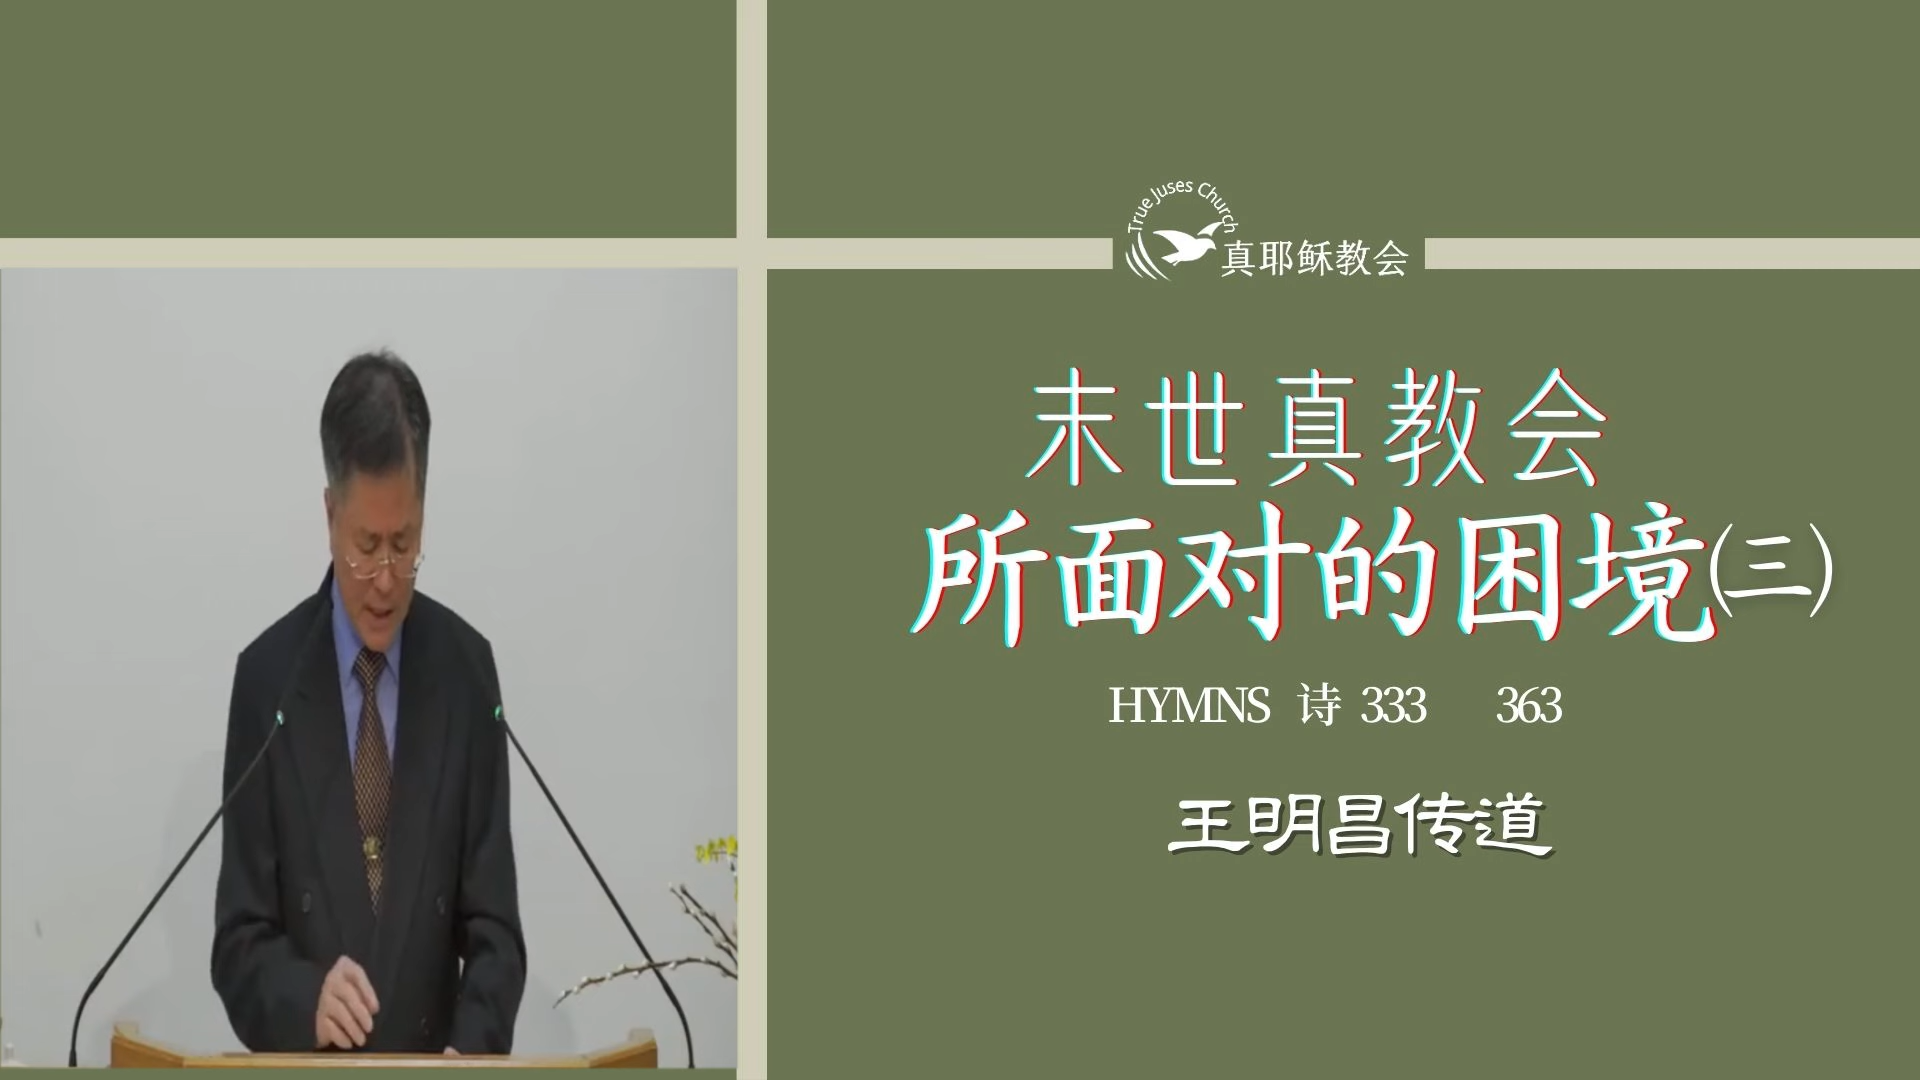 True Juses Church
真耶稣教会
末世真教会
所面对的困境(三)
HYMNS 诗 333 363
王明昌传道